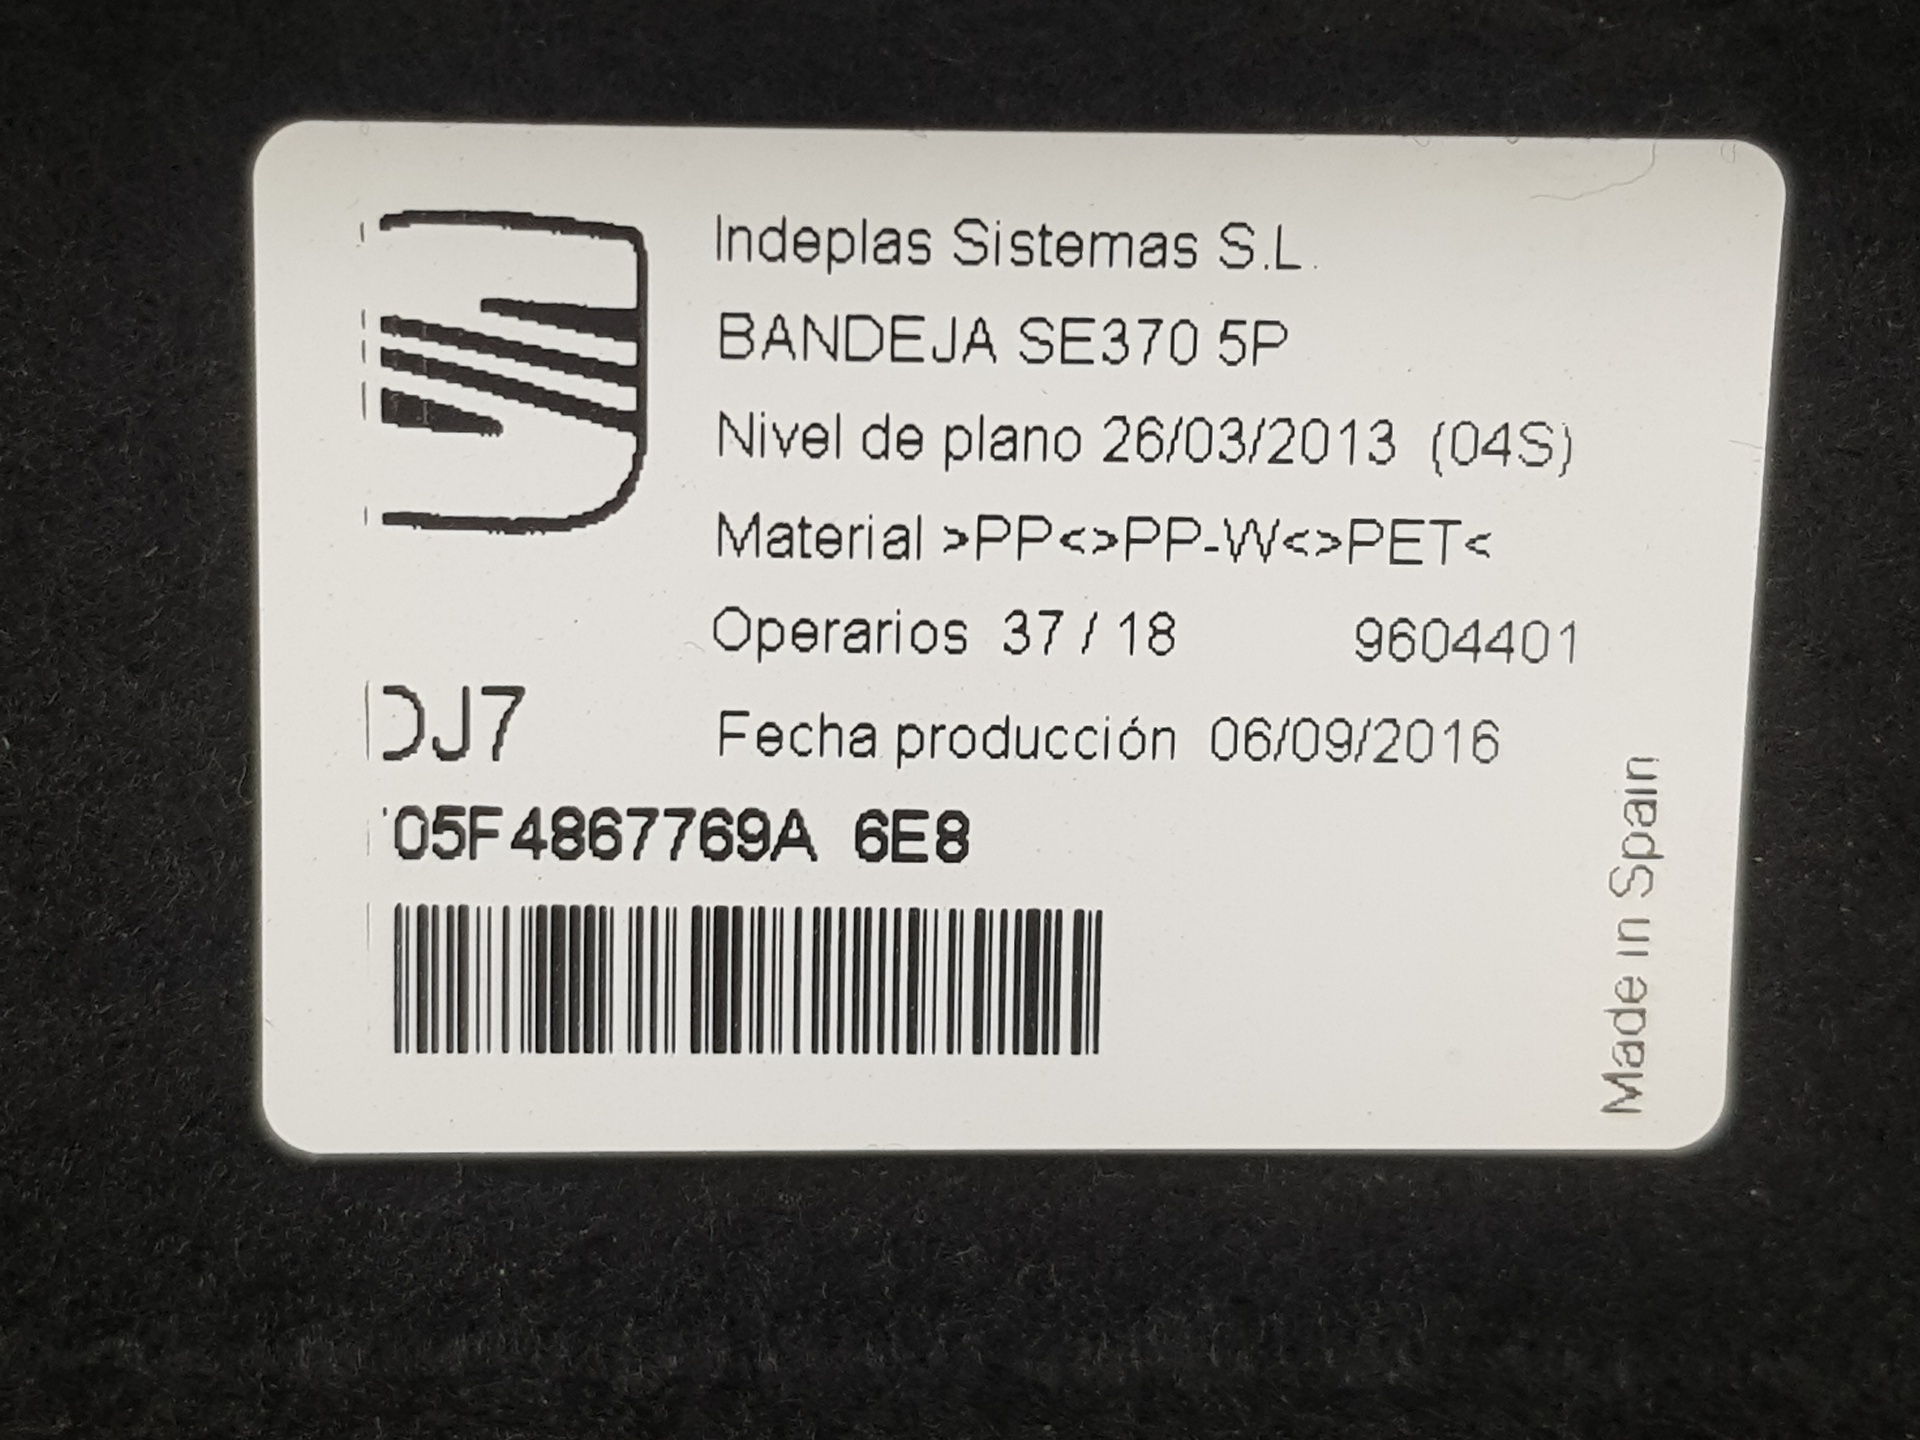 Indeplas Sistemas S.L.
BANDEJA SE370 5P
Nivel de plano 26/03/2013 (04S)
Material >PP<>PP-W<>PET<
Operarios 37 / 18 9604401
DJ7
Fecha producción 06/09/2016
05F4867769A 6E8
Made in Spain